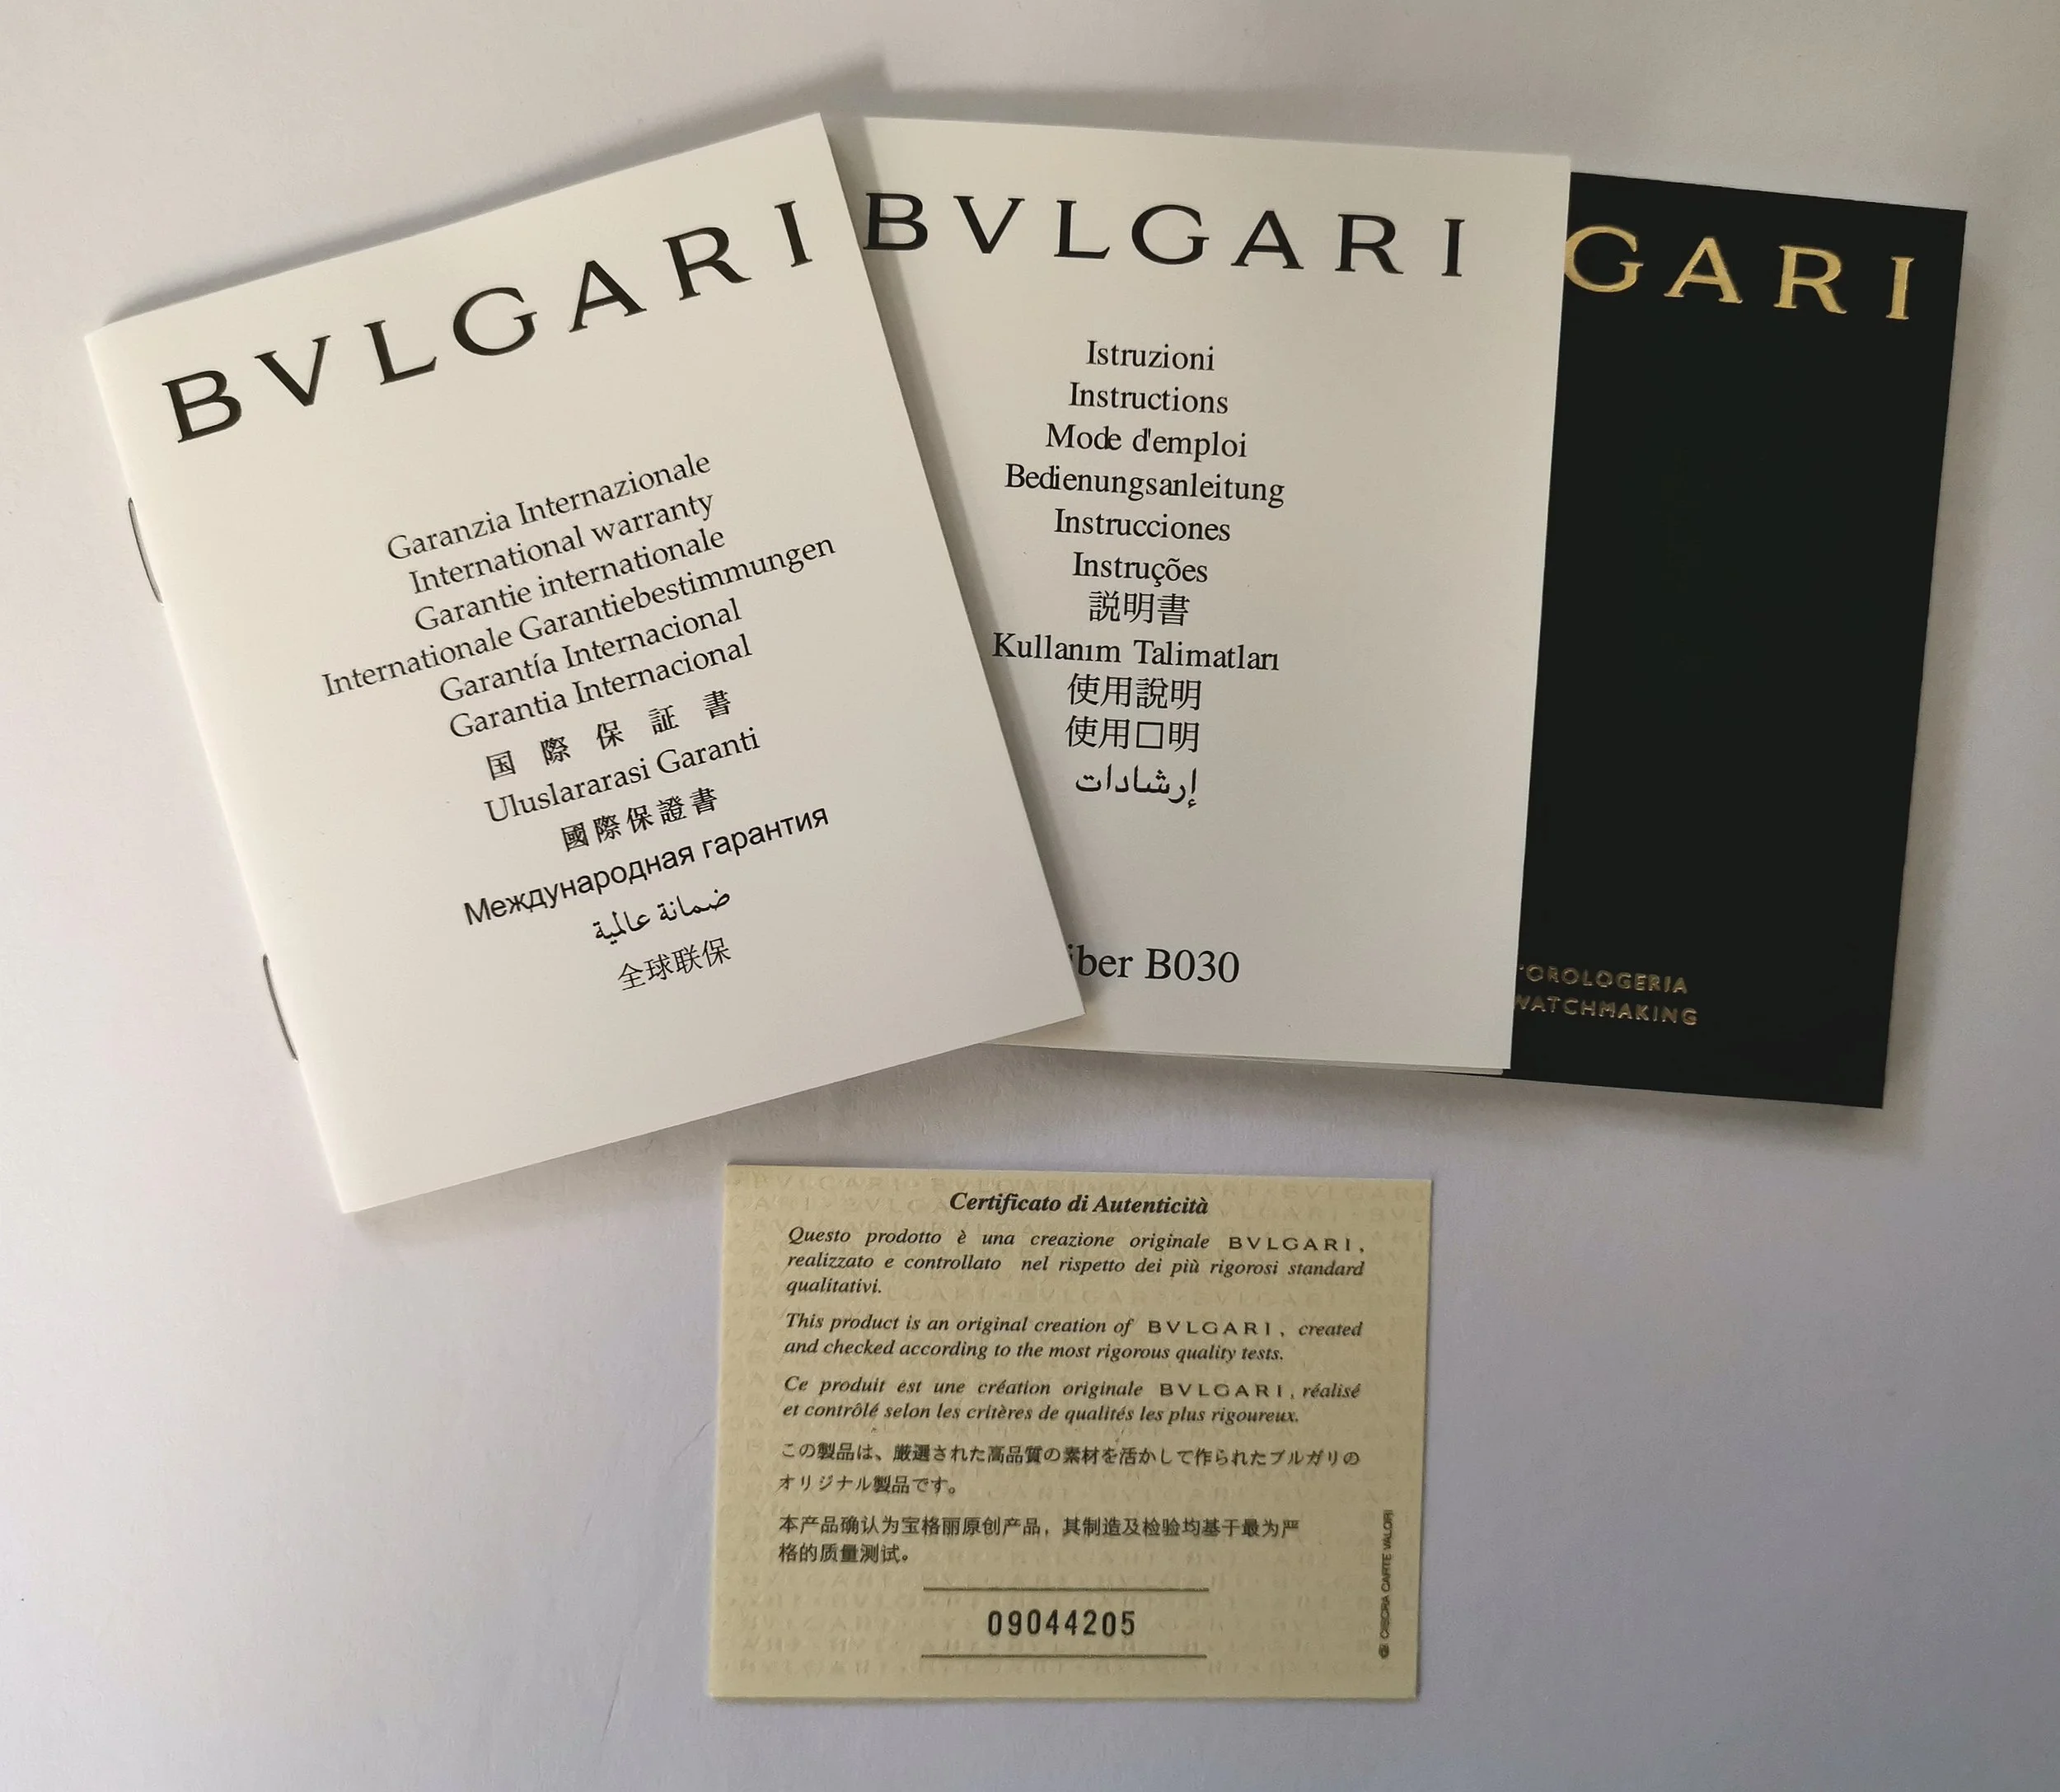 BVLGARI
Garanzia Internazionale
International warranty
Garantie internationale
Internationale Garantiebestimmungen
Garantía Internacional
Garantia Internacional
国際保証書
Uluslararasi Garanti
國際保證書
Международная гарантия
ضمانة عالمية
全球联保
BVLGARI
Istruzioni
Instructions
Mode d'emploi
Bedienungsanleitung
Instrucciones
Instruções
説明書
Kullanım Talimatları
使用說明
使用□明
إرشادات
iber B030
GARI
OROLOGERIA
WATCHMAKING
Certificato di Autenticità
Questo prodotto è una creazione originale BVLGARI,
realizzato e controllato nel rispetto dei più rigorosi standard
qualitativi.
This product is an original creation of BVLGARI, created
and checked according to the most rigorous quality tests.
Ce produit est une création originale BVLGARI, réalisé
et contrôlé selon les critères de qualités les plus rigoureux.
この製品は、厳選された高品質の素材を活かして作られたブルガリの
オリジナル製品です。
本产品确认为宝格丽原创产品，其制造及检验均基于最为严
格的质量测试。
09044205
CARTE VALORI